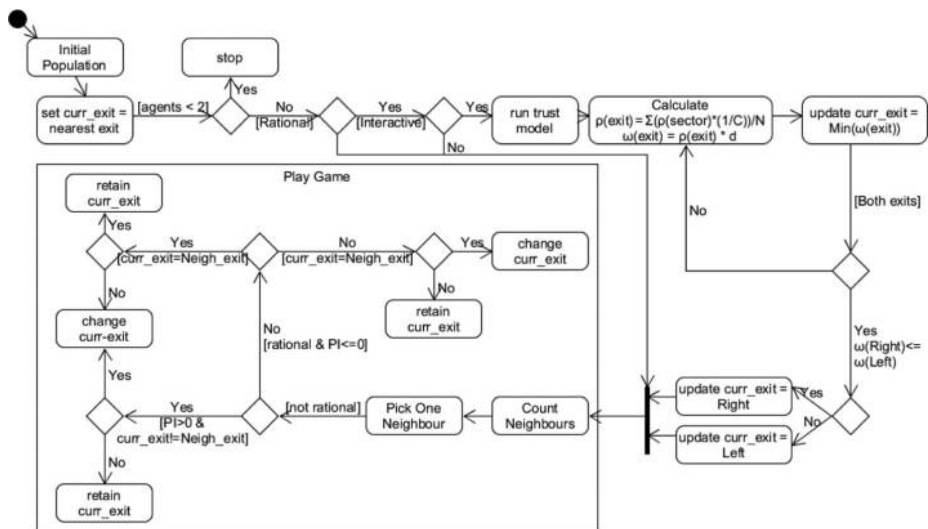 Initial
Population
set curr_exit =
nearest exit
[agents < 2]
stop
Yes
No
[Rational]
Yes
[Interactive]
Yes
No
run trust
model
Calculate
ρ(exit) = Σ(ρ(sector)*(1/C))/N
ω(exit) = ρ(exit) * d
update curr_exit =
Min(ω(exit))
[Both exits]
No
Yes
ω(Right)<=
ω(Left)
Yes
No
update curr_exit =
Right
update curr_exit =
Left
Play Game
retain
curr_exit
Yes
Yes
[curr_exit=Neigh_exit]
No
[curr_exit=Neigh_exit]
Yes
change
curr_exit
No
retain
curr_exit
No
change
curr-exit
No
[rational & PI<=0]
Yes
Yes
[PI>0 &
curr_exit!=Neigh_exit]
[not rational]
Pick One
Neighbour
Count
Neighbours
No
retain
curr_exit